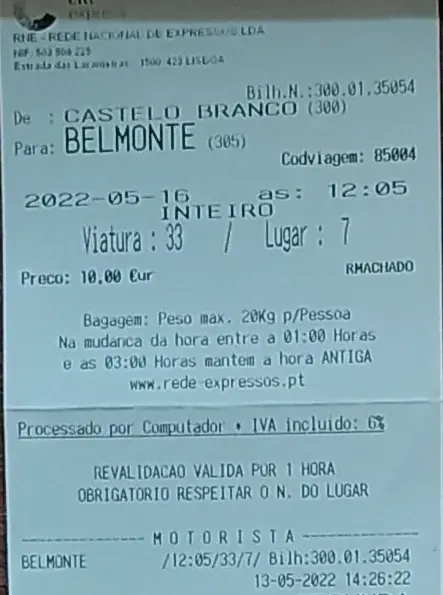 express
RNE - REDE NACIONAL DE EXPRESSOS LDA
NIF 503 504 225
Estrada das Laranjeiras 1500-423 LISBOA
Bilh.N.:300.01.35054
De : CASTELO BRANCO (300)
Para: BELMONTE (305)
Codviagem: 85004
2022-05-16 as: 12:05
INTEIRO
Viatura : 33 / Lugar : 7
Preco: 10.00 €ur RMACHADO
Bagagem: Peso max. 20Kg p/Pessoa
Na mudanca da hora entre a 01:00 Horas
e as 03:00 Horas mantem a hora ANTIGA
www.rede-expressos.pt
Processado por Computador * IVA incluido: 6%
REVALIDACAO VALIDA POR 1 HORA
OBRIGATORIO RESPEITAR O N. DO LUGAR
------------ M O T O R I S T A ------------
BELMONTE /12:05/33/7/ Bilh:300.01.35054
13-05-2022 14:26:22